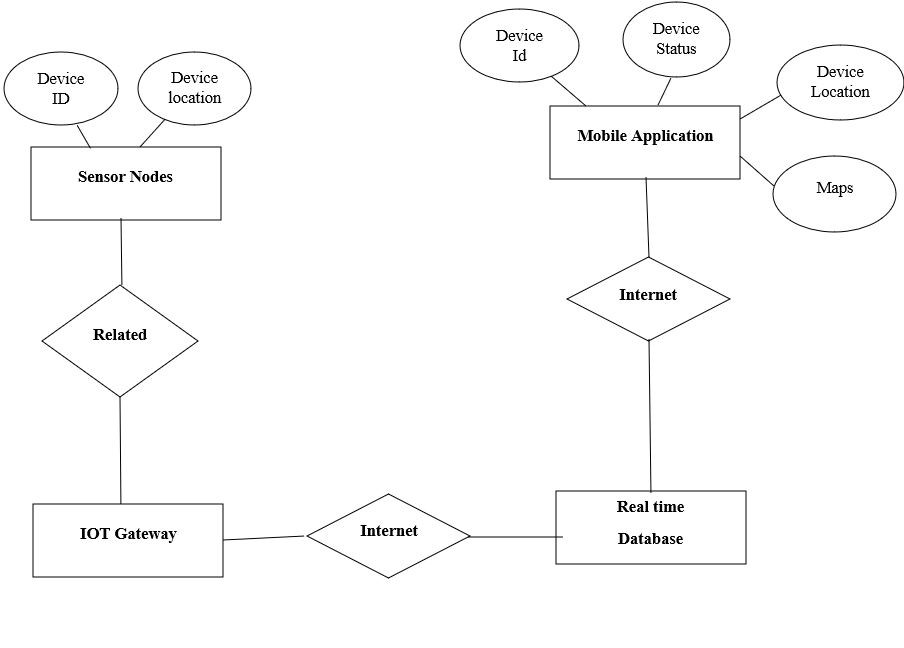 Device
ID
Device
location
Sensor Nodes
Related
IOT Gateway
Internet
Real time
Database
Internet
Mobile Application
Device
Id
Device
Status
Device
Location
Maps